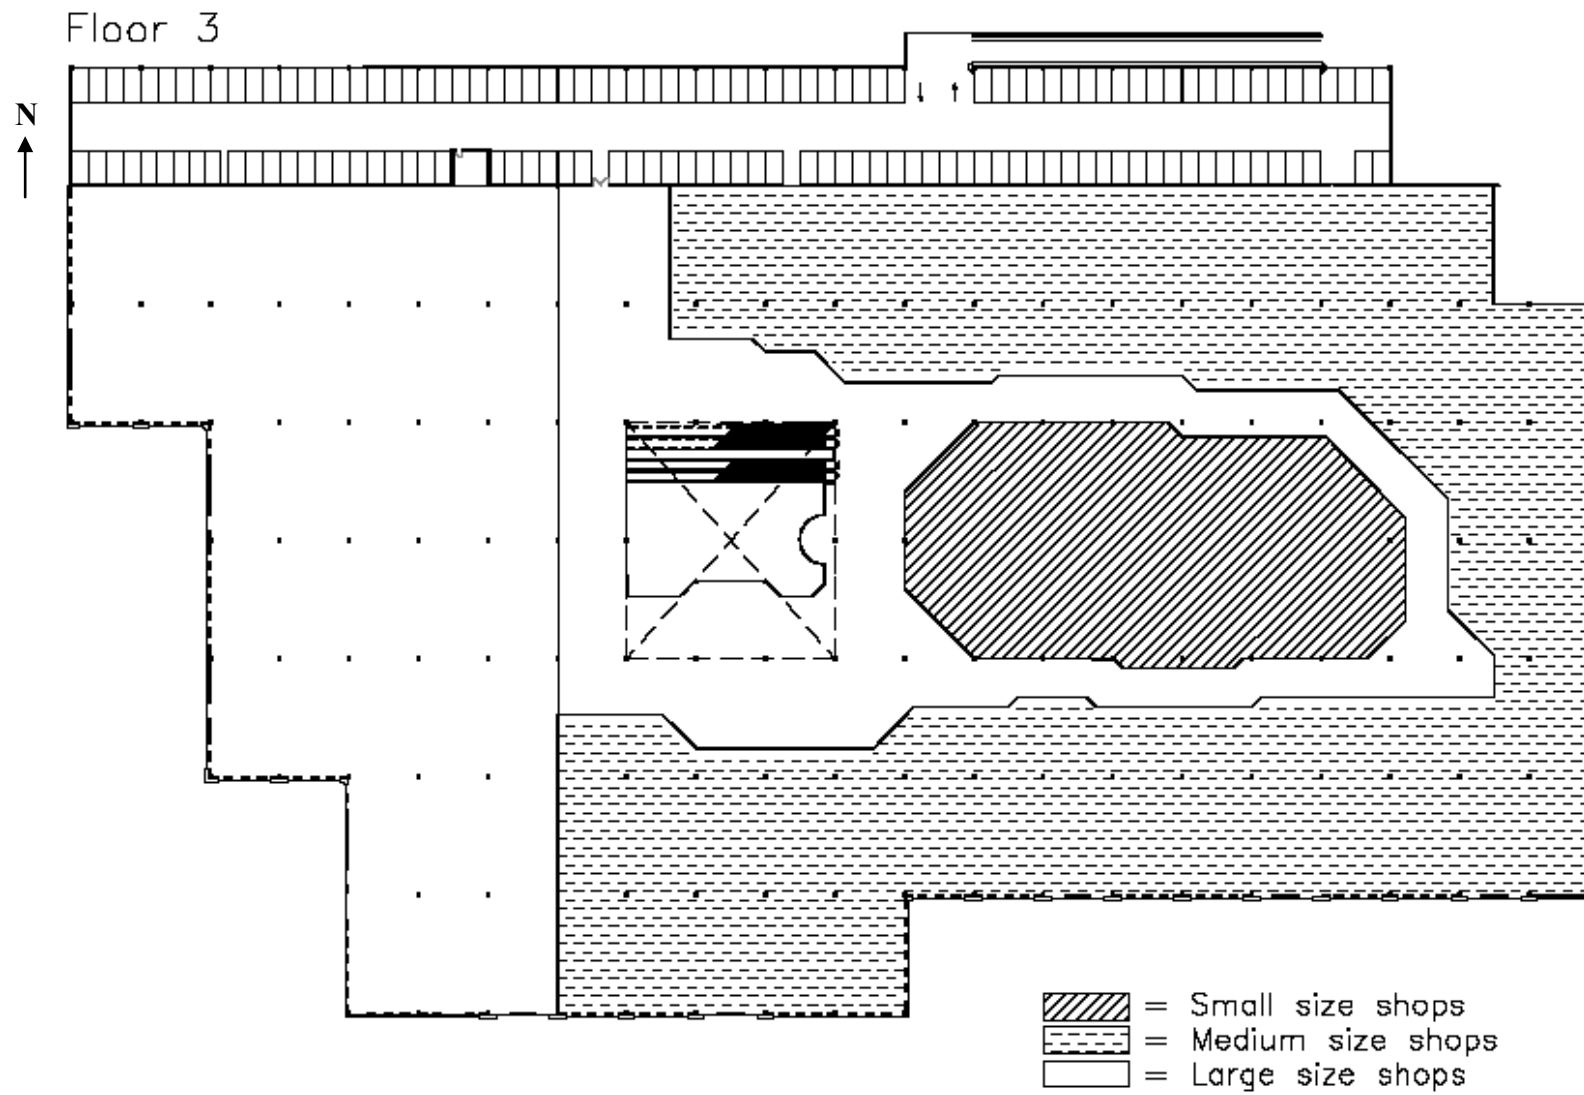 Floor 3
N
= Small size shops
= Medium size shops
= Large size shops